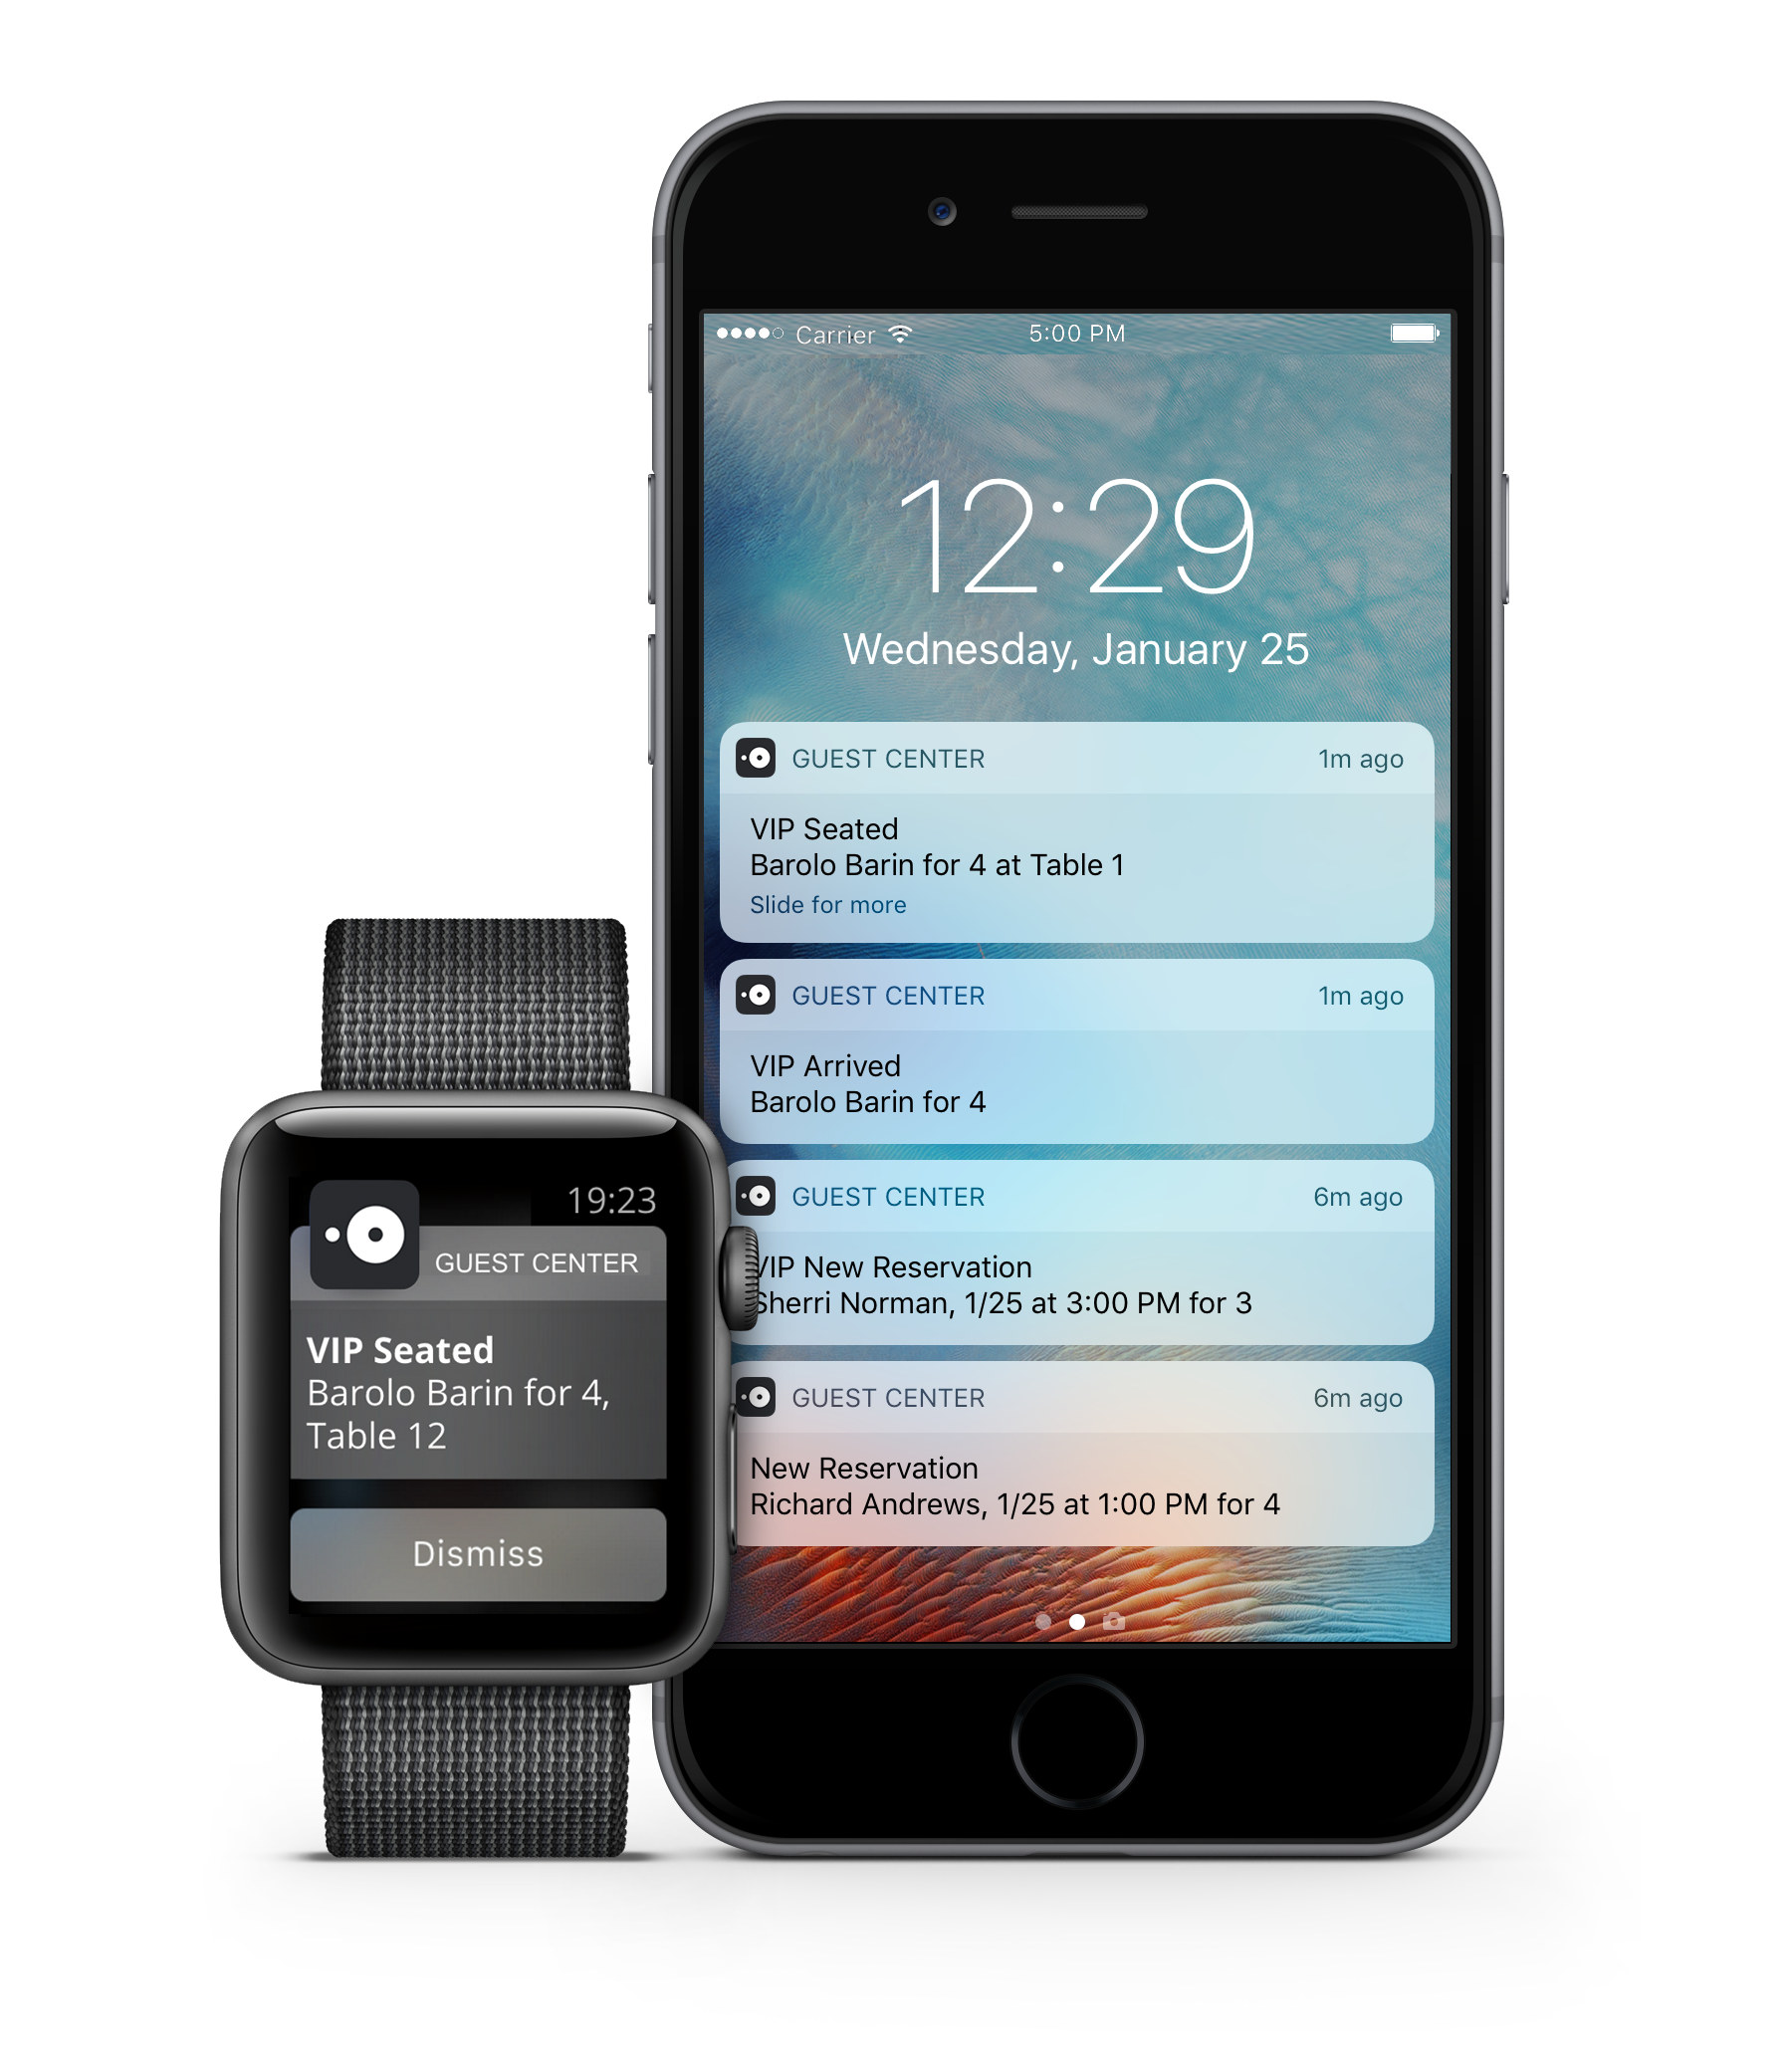 Carrier 5:00 PM
12:29
Wednesday, January 25
GUEST CENTER 1m ago
VIP Seated
Barolo Barin for 4 at Table 1
Slide for more
GUEST CENTER 1m ago
VIP Arrived
Barolo Barin for 4
GUEST CENTER 6m ago
VIP New Reservation
Sherri Norman, 1/25 at 3:00 PM for 3
GUEST CENTER 6m ago
New Reservation
Richard Andrews, 1/25 at 1:00 PM for 4
19:23
GUEST CENTER
VIP Seated
Barolo Barin for 4,
Table 12
Dismiss